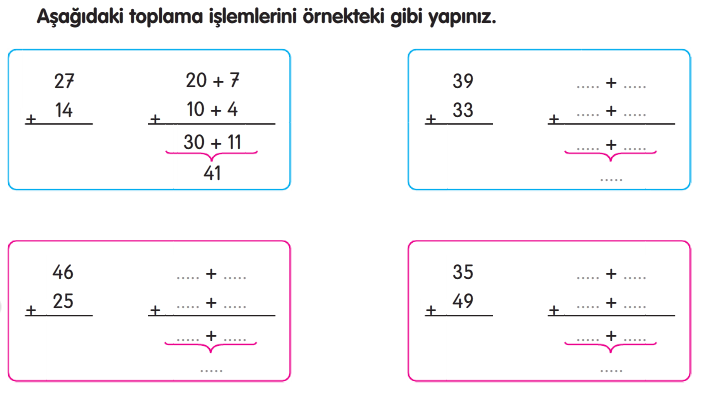 Aşağıdaki toplama işlemlerini örnekteki gibi yapınız.
27
+ 14
20 + 7
+ 10 + 4
30 + 11
41
39
+ 33
..... + .....
+ ..... + .....
..... + .....
.....
46
+ 25
..... + .....
+ ..... + .....
..... + .....
.....
35
+ 49
..... + .....
+ ..... + .....
..... + .....
.....